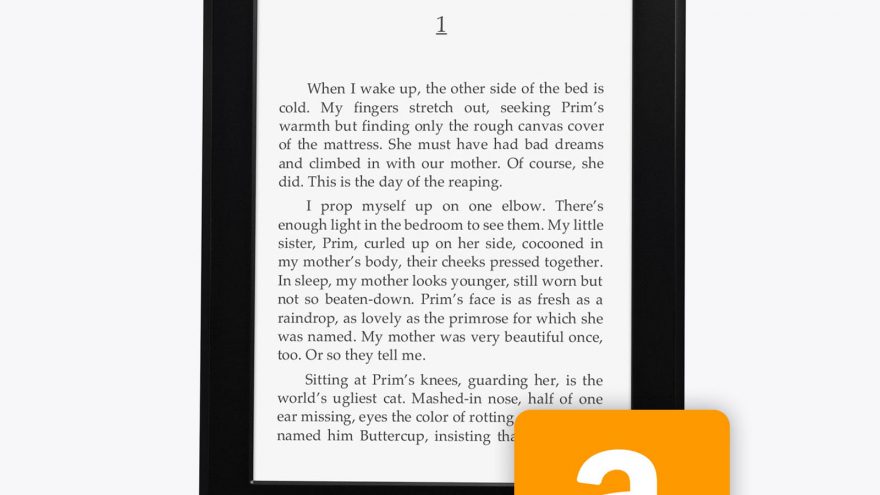 1
When I wake up, the other side of the bed is
cold. My fingers stretch out, seeking Prim's
warmth but finding only the rough canvas cover
of the mattress. She must have had bad dreams
and climbed in with our mother. Of course, she
did. This is the day of the reaping.
I prop myself up on one elbow. There's
enough light in the bedroom to see them. My little
sister, Prim, curled up on her side, cocooned in
my mother's body, their cheeks pressed together.
In sleep, my mother looks younger, still worn but
not so beaten-down. Prim's face is as fresh as a
raindrop, as lovely as the primrose for which she
was named. My mother was very beautiful once,
too. Or so they tell me.
Sitting at Prim's knees, guarding her, is the
world's ugliest cat. Mashed-in nose, half of one
ear missing, eyes the color of rotting
named him Buttercup, insisting
a